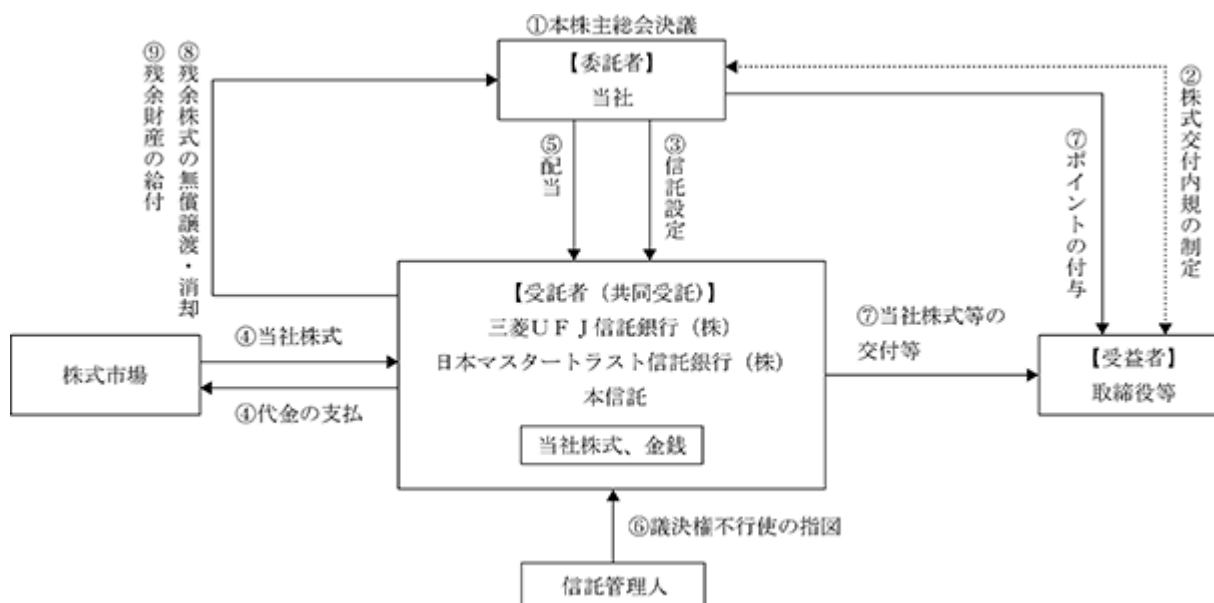 ①本株主総会決議
【委託者】
当社
⑨残余財産の給付
⑧残余株式の無償譲渡・消却
⑤配当
③信託設定
⑦ポイントの付与
②株式交付内規の制定
【受託者（共同受託）】
三菱ＵＦＪ信託銀行（株）
日本マスタートラスト信託銀行（株）
本信託
当社株式、金銭
株式市場
④当社株式
④代金の支払
⑦当社株式等の
交付等
【受益者】
取締役等
⑥議決権不行使の指図
信託管理人